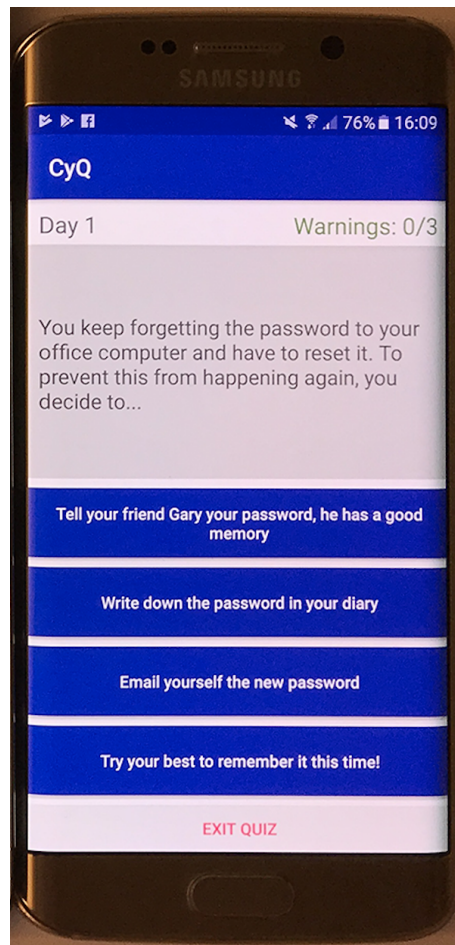 SAMSUNG
76% 16:09
CyQ
Day 1 Warnings: 0/3
You keep forgetting the password to your
office computer and have to reset it. To
prevent this from happening again, you
decide to...
Tell your friend Gary your password, he has a good
memory
Write down the password in your diary
Email yourself the new password
Try your best to remember it this time!
EXIT QUIZ